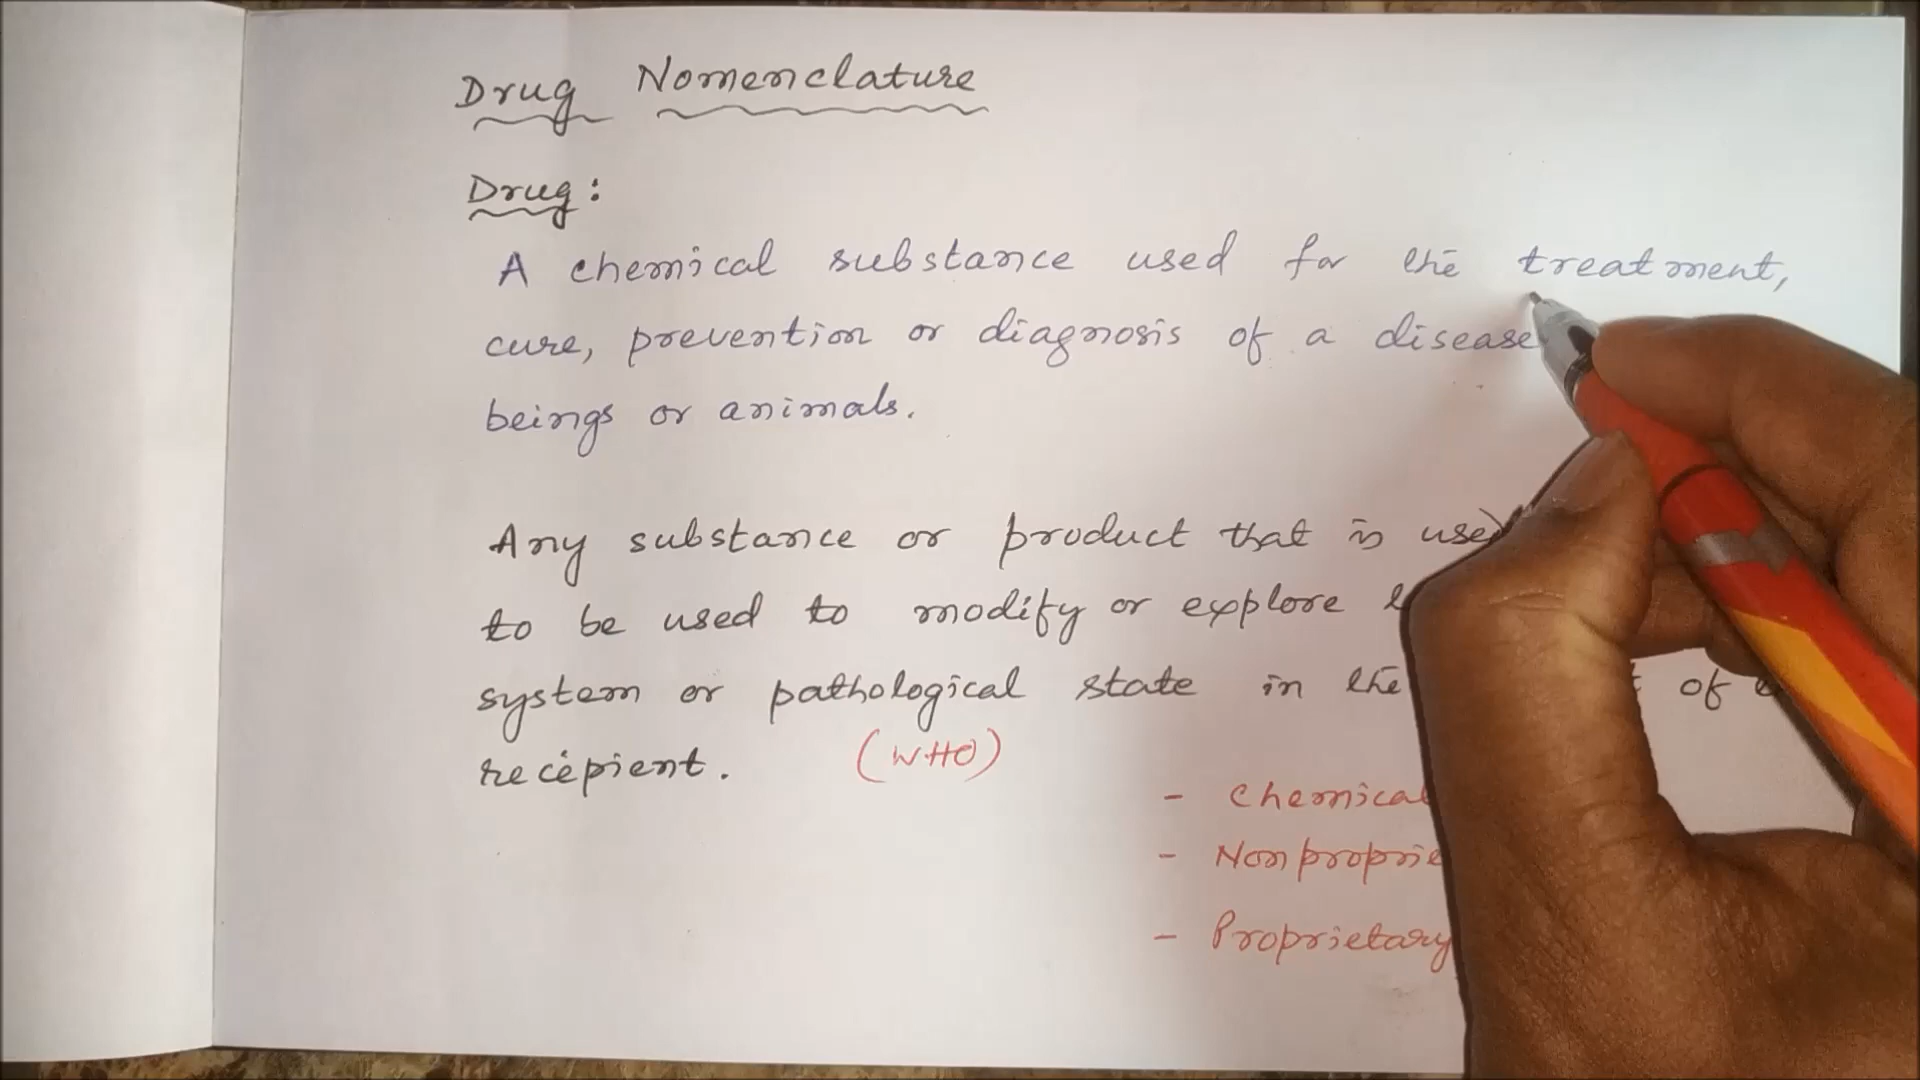 Drug Nomenclature
Drug:
A chemical substance used for the treatment,
cure, prevention or diagnosis of a disease
beings or animals.
Any substance or product that is used
to be used to modify or explore
system or pathological state in the of
recipient. (WHO)
- Chemical
-
- Proprietary